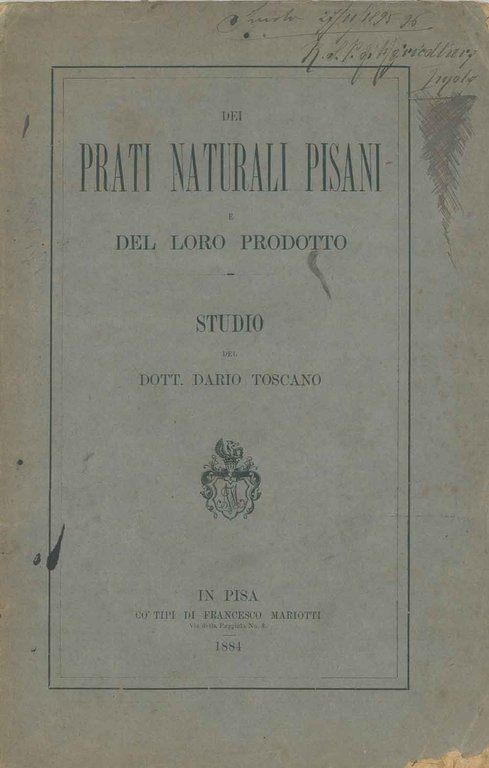 DEI
PRATI NATURALI PISANI
E
DEL LORO PRODOTTO
STUDIO
DEL
DOTT. DARIO TOSCANO
IN PISA
CO' TIPI DI FRANCESCO MARIOTTI
Via della Faggiola No. 8.
1884